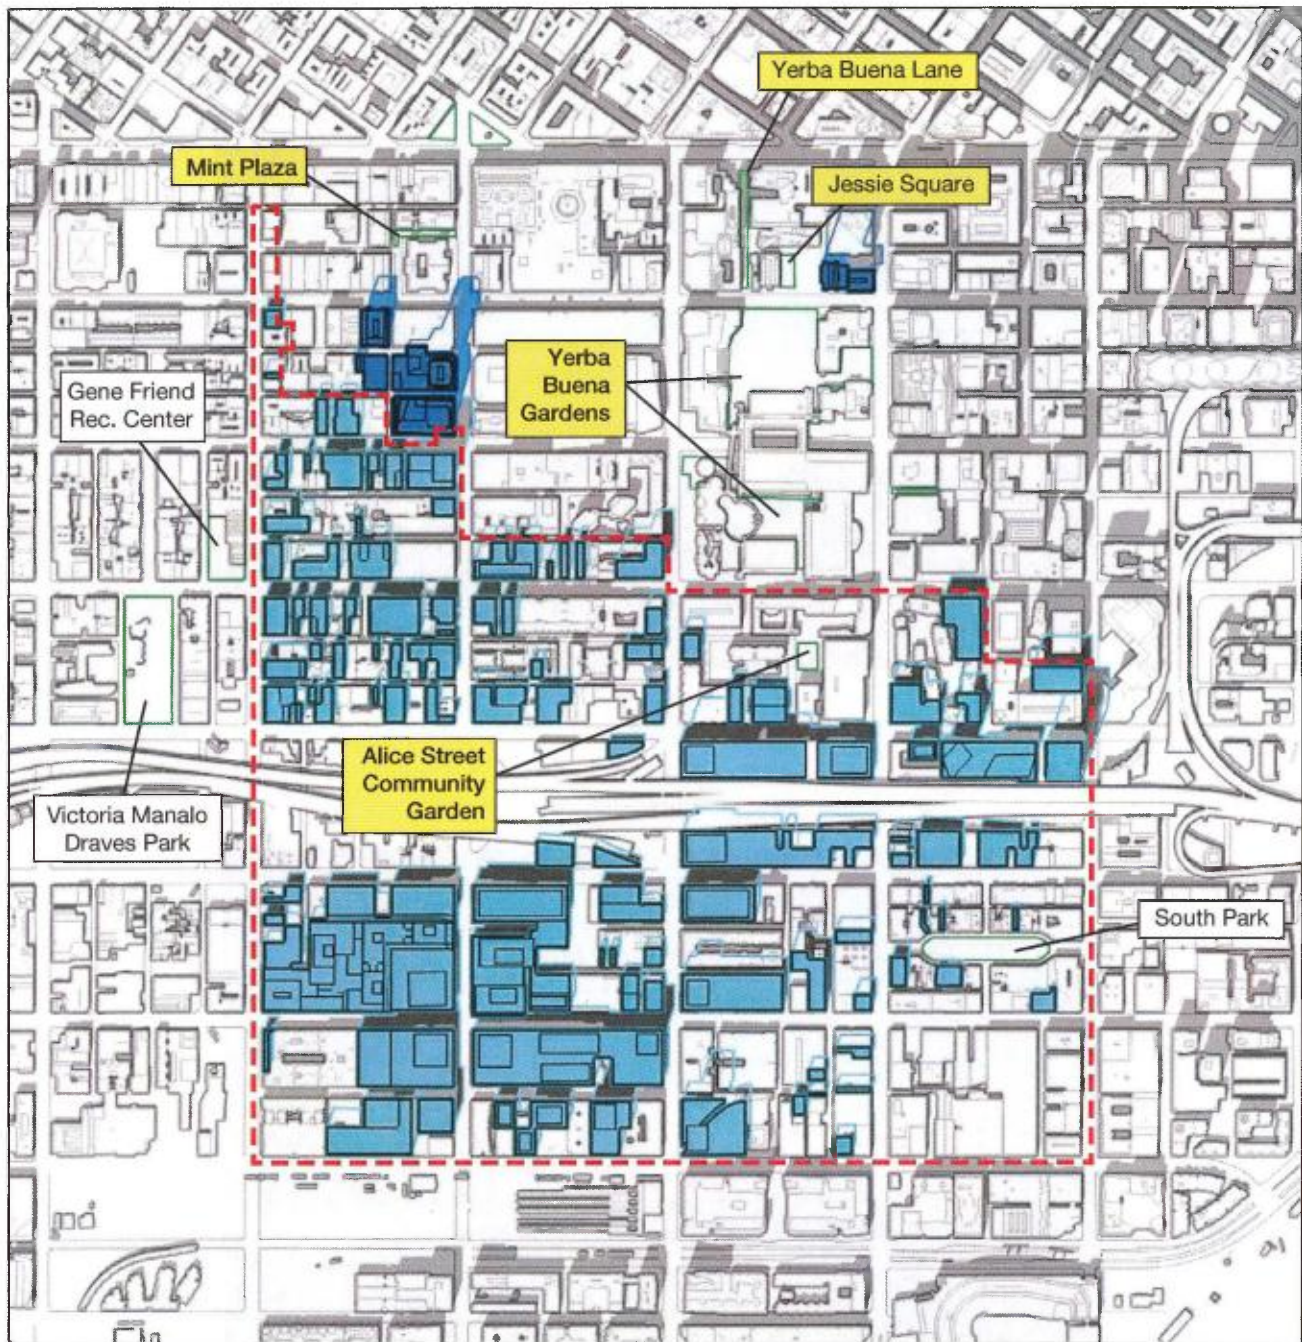 Yerba Buena Lane
Mint Plaza
Jessie Square
Yerba
Buena
Gardens
Gene Friend
Rec. Center
Alice Street
Community
Garden
Victoria Manalo
Draves Park
South Park